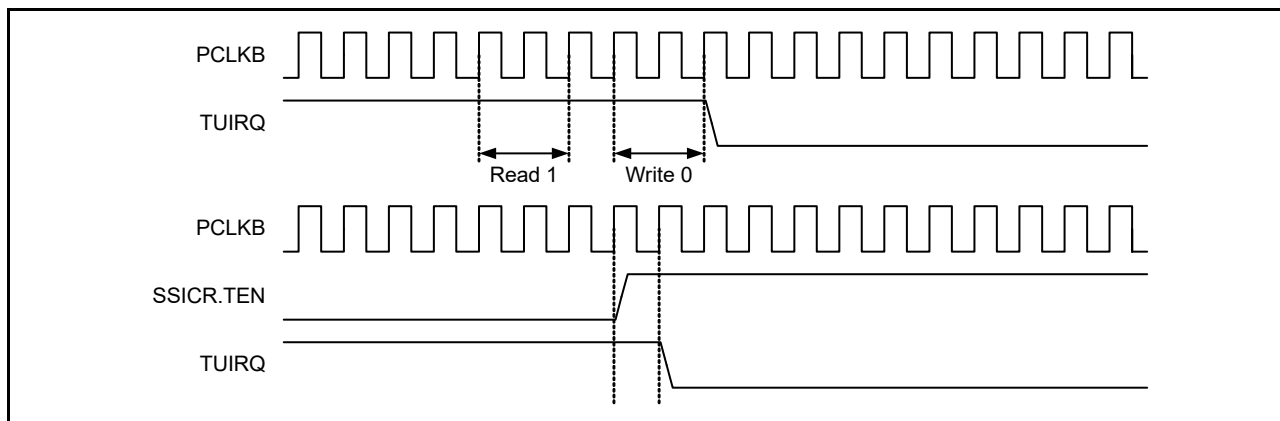 PCLKB
TUIRQ
Read 1 Write 0
PCLKB
SSICR.TEN
TUIRQ